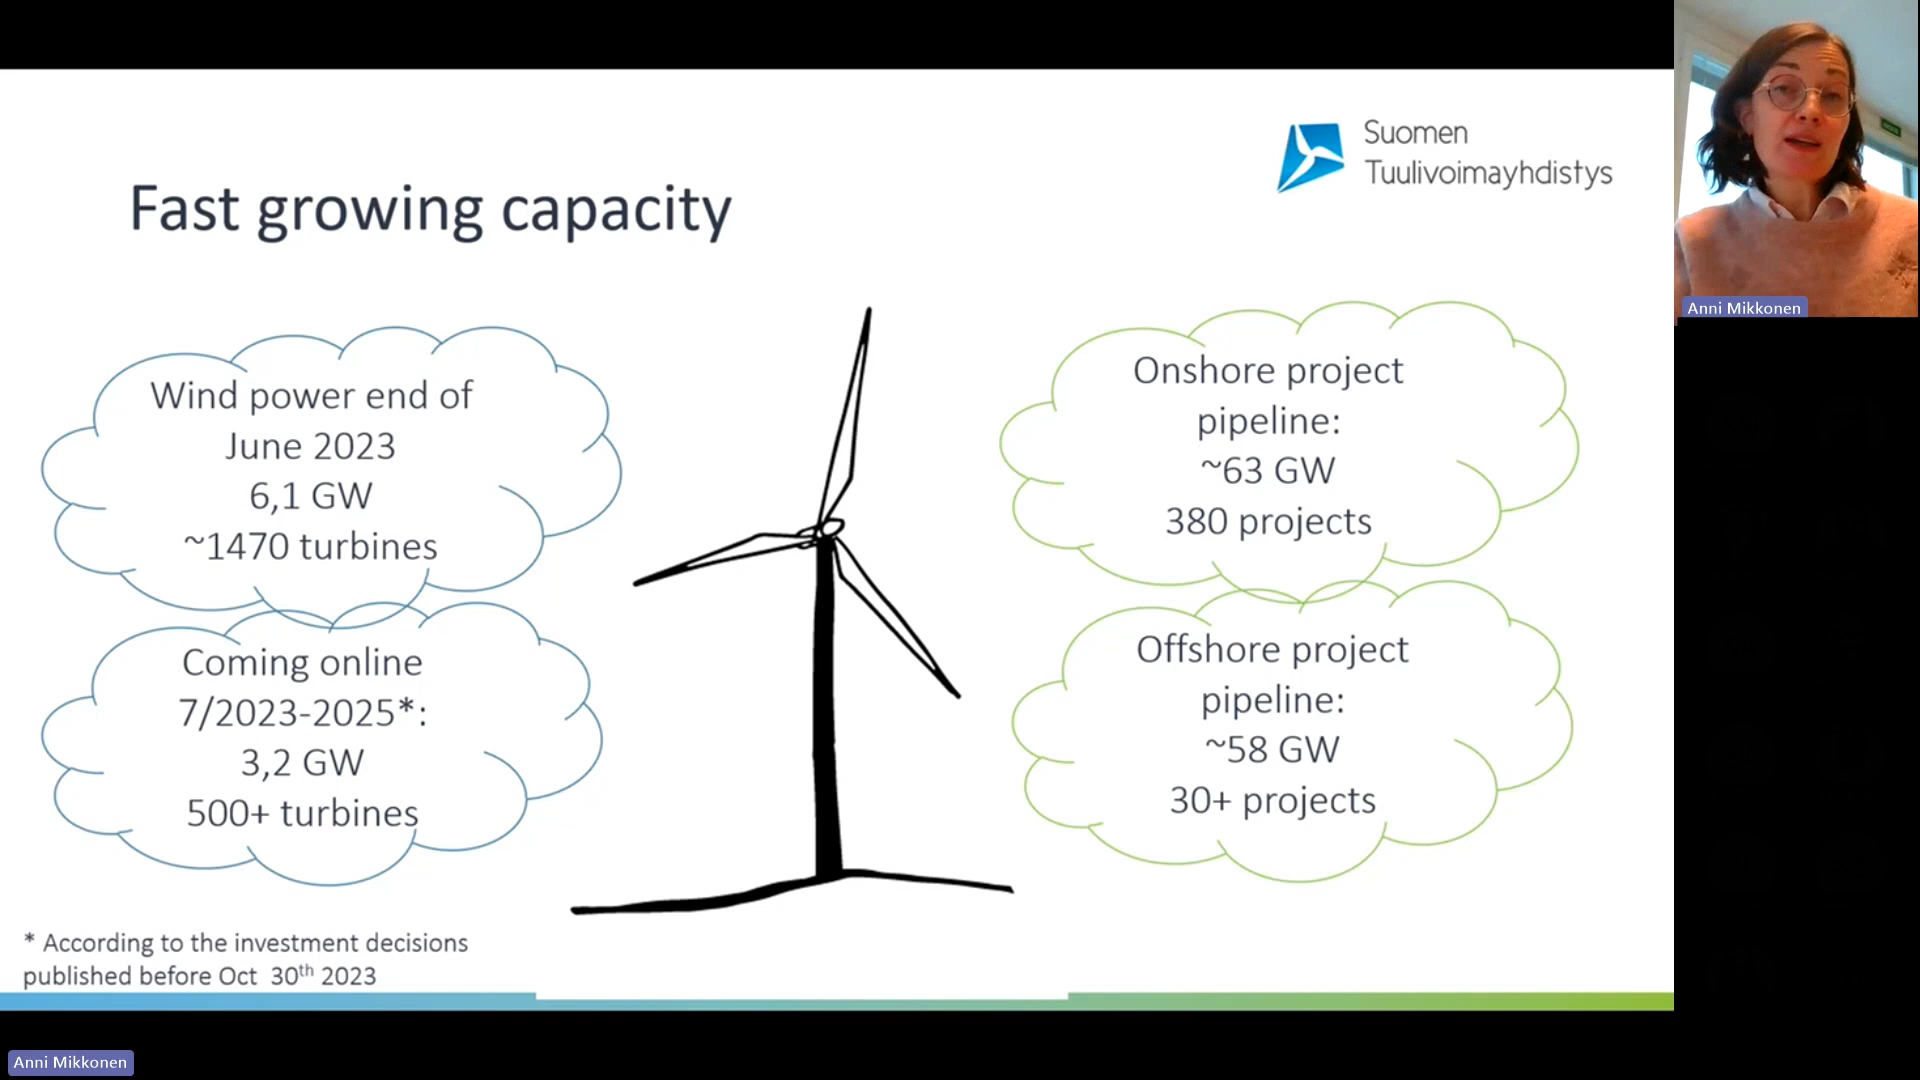 Suomen
Tuulivoimayhdistys
Fast growing capacity
Wind power end of
June 2023
6,1 GW
~1470 turbines
Coming online
7/2023-2025*:
3,2 GW
500+ turbines
Onshore project
pipeline:
~63 GW
380 projects
Offshore project
pipeline:
~58 GW
30+ projects
* According to the investment decisions
published before Oct  30th 2023
Anni Mikkonen
Anni Mikkonen